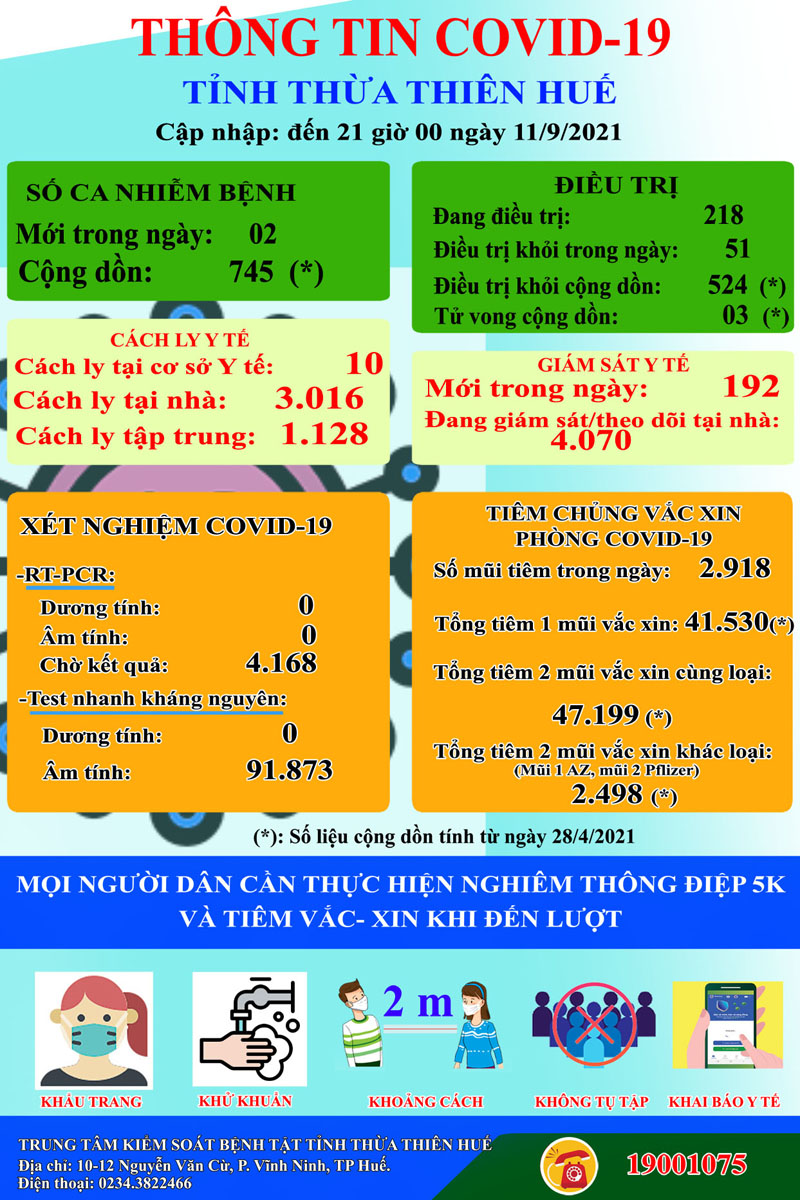 THÔNG TIN COVID-19
TỈNH THỪA THIÊN HUẾ
Cập nhập: đến 21 giờ 00 ngày 11/9/2021
SỐ CA NHIỄM BỆNH
Mới trong ngày: 02
Cộng dồn: 745 (*)
ĐIỀU TRỊ
Đang điều trị: 218
Điều trị khỏi trong ngày: 51
Điều trị khỏi cộng dồn: 524 (*)
Tử vong cộng dồn: 03 (*)
CÁCH LY Y TẾ
Cách ly tại cơ sở Y tế: 10
Cách ly tại nhà: 3.016
Cách ly tập trung: 1.128
GIÁM SÁT Y TẾ
Mới trong ngày: 192
Đang giám sát/theo dõi tại nhà:
4.070
XÉT NGHIỆM COVID-19
-RT-PCR:
Dương tính: 0
Âm tính: 0
Chờ kết quả: 4.168
-Test nhanh kháng nguyên:
Dương tính: 0
Âm tính: 91.873
TIÊM CHỦNG VẮC XIN
PHÒNG COVID-19
Số mũi tiêm trong ngày: 2.918
Tổng tiêm 1 mũi vắc xin: 41.530(*)
Tổng tiêm 2 mũi vắc xin cùng loại:
47.199 (*)
Tổng tiêm 2 mũi vắc xin khác loại:
(Mũi 1 AZ, mũi 2 Pflizer)
2.498 (*)
(*): Số liệu cộng dồn tính từ ngày 28/4/2021
MỌI NGƯỜI DÂN CẦN THỰC HIỆN NGHIÊM THÔNG ĐIỆP 5K
VÀ TIÊM VẮC- XIN KHI ĐẾN LƯỢT
2 m
KHẨU TRANG
KHỬ KHUẨN
KHOẢNG CÁCH
KHÔNG TỤ TẬP
KHAI BÁO Y TẾ
TRUNG TÂM KIỂM SOÁT BỆNH TẬT TỈNH THỪA THIÊN HUẾ
Địa chỉ: 10-12 Nguyễn Văn Cừ, P. Vĩnh Ninh, TP Huế.
Điện thoại: 0234.3822466
19001075